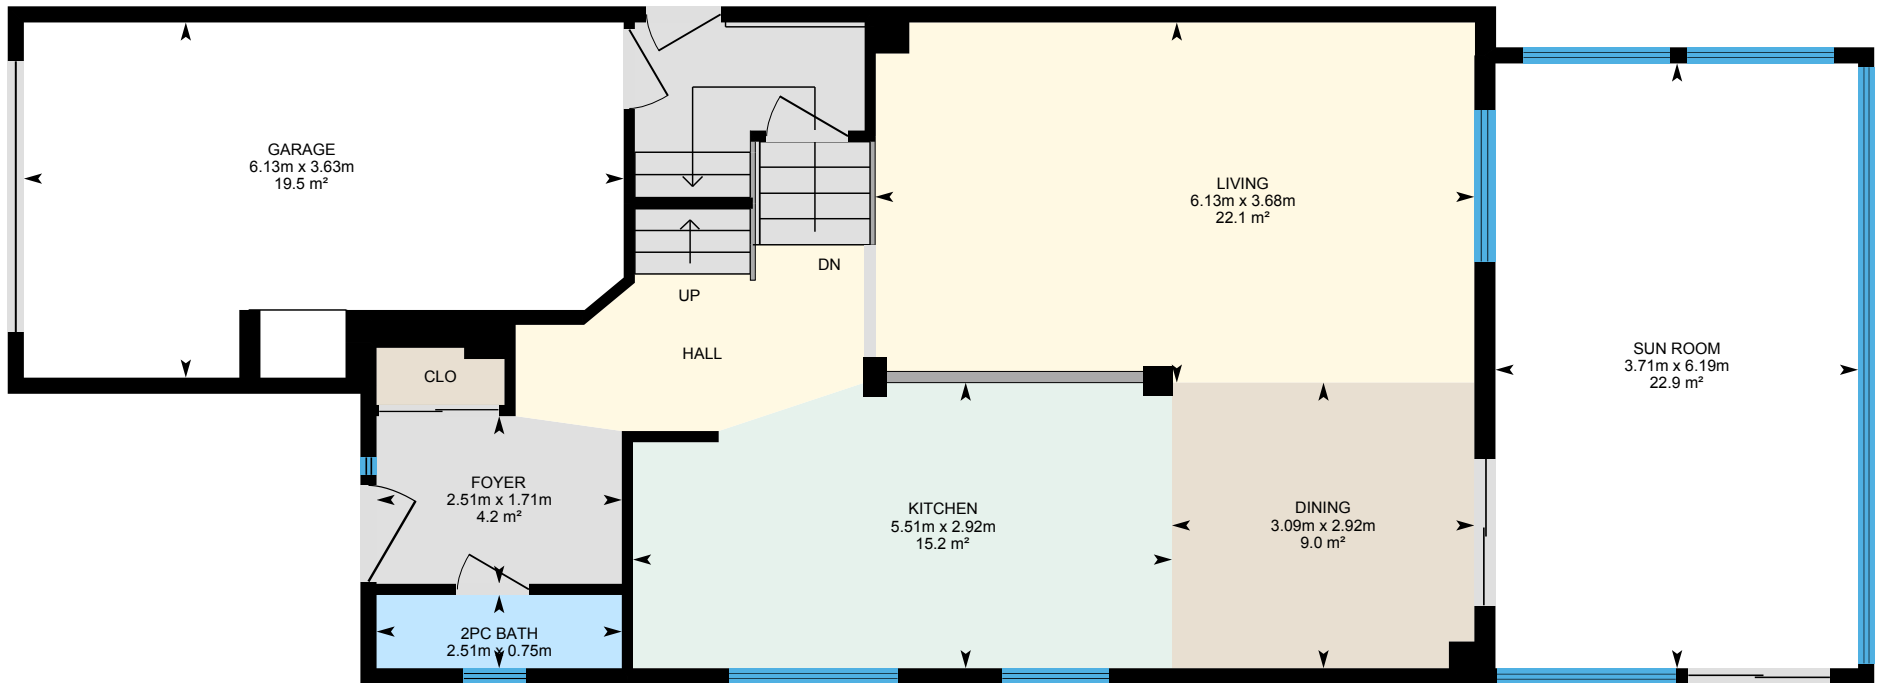 GARAGE
6.13m x 3.63m
19.5 m²
LIVING
6.13m x 3.68m
22.1 m²
DN
UP
HALL
CLO
SUN ROOM
3.71m x 6.19m
22.9 m²
FOYER
2.51m x 1.71m
4.2 m²
KITCHEN
5.51m x 2.92m
15.2 m²
DINING
3.09m x 2.92m
9.0 m²
2PC BATH
2.51m x 0.75m